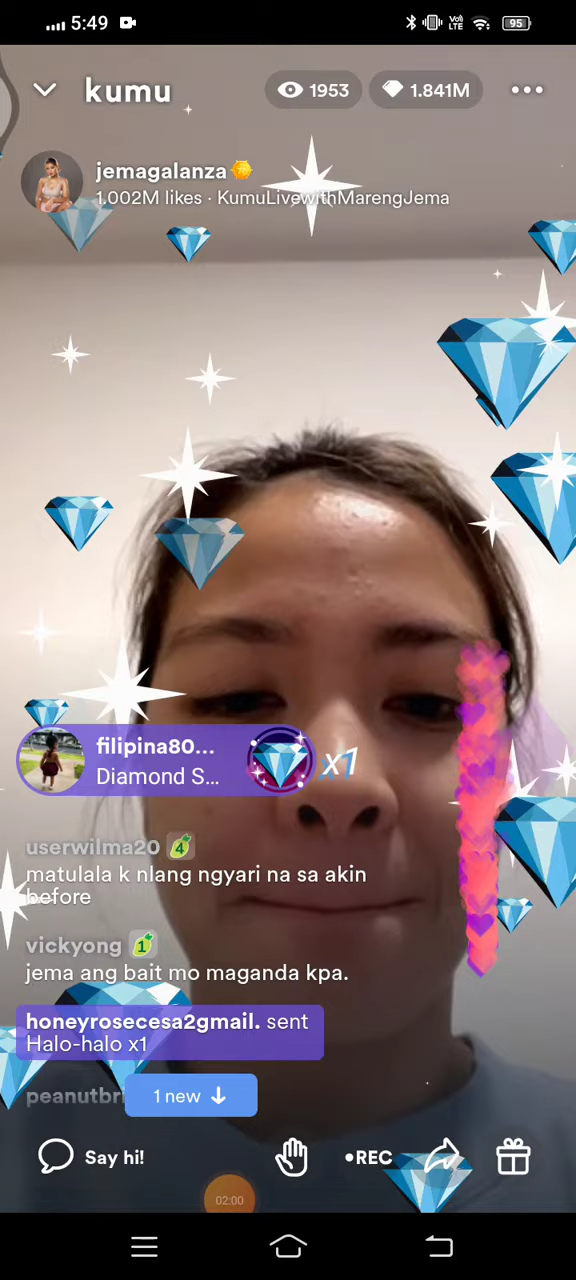 5:49
Vo))
LTE
95
kumu
1953
1.841M
jemagalanza
1.002M likes · KumuLivewithMarengJema
filipina80...
Diamond S...
x1
userwilma20 4
matulala k nlang ngyari na sa akin
before
vickyong 1
jema ang bait mo maganda kpa.
honeyrosecesa2gmail. sent
Halo-halo x1
1 new
Say hi!
•REC
02:00